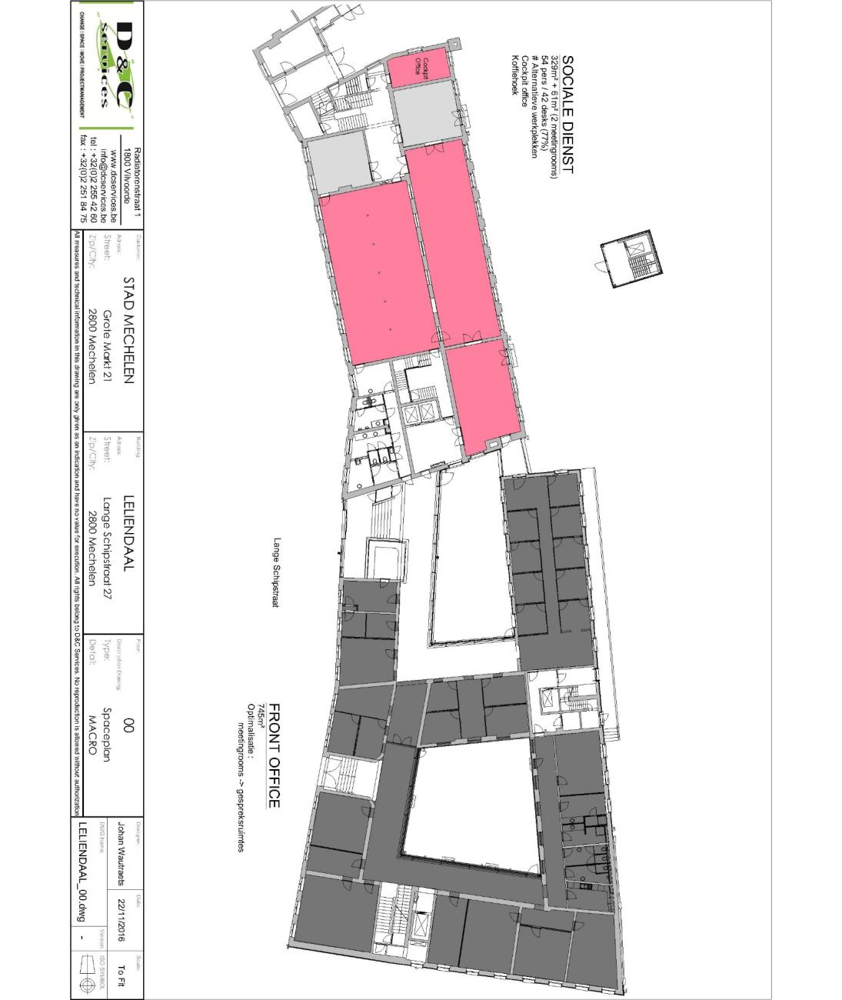 SOCIALE DIENST
329m² + 61m² (2 meetingrooms)
54 pers / 42 desks (77%)
# Alternatieve werkplekken
Cockpit office
Koffiehoek
Cockpit
Office
Lange Schipstraat
FRONT OFFICE
745m²
Optimalisatie :
meetingrooms -> gespreksruimtes
D&C
services
CHANGE | SPACE | MOVE | PROJECTMANAGEMENT
Radiatorenstraat 1
1800 Vilvoorde
www.dcservices.be
info@dcservices.be
tel : +32(0)2 255 42 60
fax : +32(0)2 251 84 75
Customer:
STAD MECHELEN
Adress:
Street: Grote Markt 21
Zip/City: 2800 Mechelen
Building:
LELIENDAAL
Adress:
Street: Lange Schipstraat 27
Zip/City: 2800 Mechelen
Floor:
00
Description Drawing:
Type: Spaceplan
Detail: MACRO
Designer:
Johan Wautraets
Date:
22/11/2016
Scale:
To Fit
DWG Name:
LELIENDAAL_00.dwg
Version
-
ISO SYMBOL
All measures and technical information in this drawing are only given as an indication and have no value for execution. All rights belong to D&C Services. No reproduction is allowed without authorization